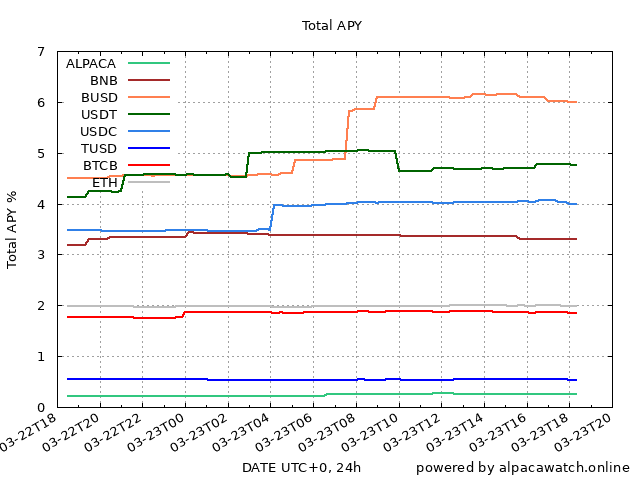 Total APY
7
6
5
4
3
2
1
0
Total APY %
ALPACA
BNB
BUSD
USDT
USDC
TUSD
BTCB
ETH
03-22T18
03-22T20
03-22T22
03-23T00
03-23T02
03-23T04
03-23T06
03-23T08
03-23T10
03-23T12
03-23T14
03-23T16
03-23T18
03-23T20
DATE UTC+0, 24h
powered by alpacawatch.online